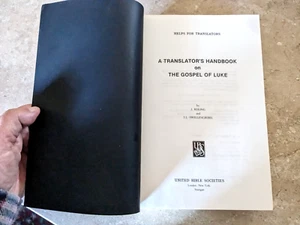 HELPS FOR TRANSLATORS
A TRANSLATOR'S HANDBOOK
on
THE GOSPEL OF LUKE
by
J. REILING
and
J.L. SWELLENGREBEL
UNITED BIBLE SOCIETIES
London, New York,
Stuttgart